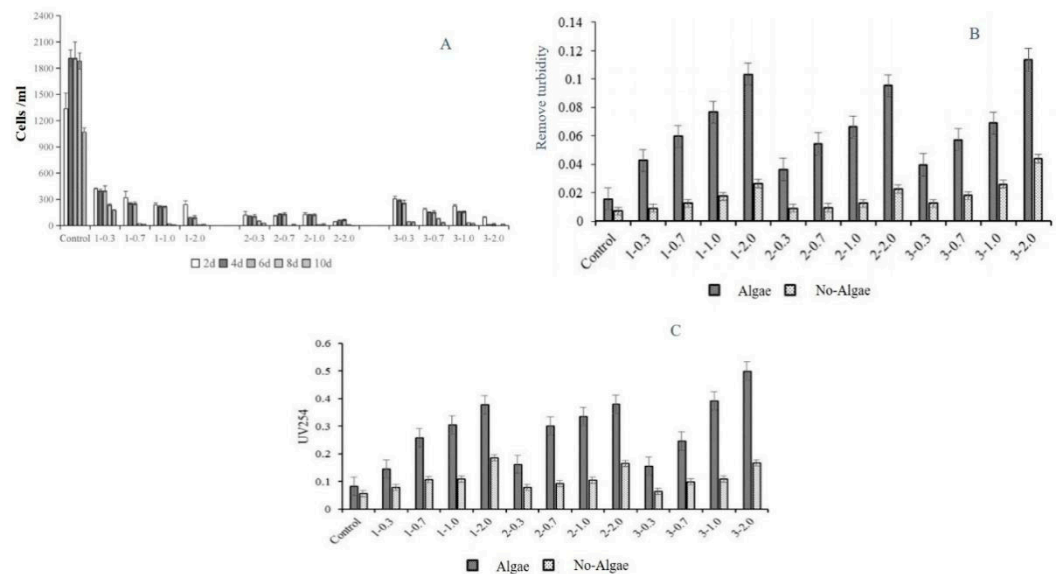 A
Cells /ml
2400
2100
1800
1500
1200
900
600
300
0
Control 1-0.3 1-0.7 1-1.0 1-2.0 2-0.3 2-0.7 2-1.0 2-2.0 3-0.3 3-0.7 3-1.0 3-2.0
2d 4d 6d 8d 10d
B
Remove turbidity
0.14
0.12
0.1
0.08
0.06
0.04
0.02
0
Control 1-0.3 1-0.7 1-1.0 1-2.0 2-0.3 2-0.7 2-1.0 2-2.0 3-0.3 3-0.7 3-1.0 3-2.0
Algae No-Algae
C
UV254
0.6
0.5
0.4
0.3
0.2
0.1
0
Control 1-0.3 1-0.7 1-1.0 1-2.0 2-0.3 2-0.7 2-1.0 2-2.0 3-0.3 3-0.7 3-1.0 3-2.0
Algae No-Algae